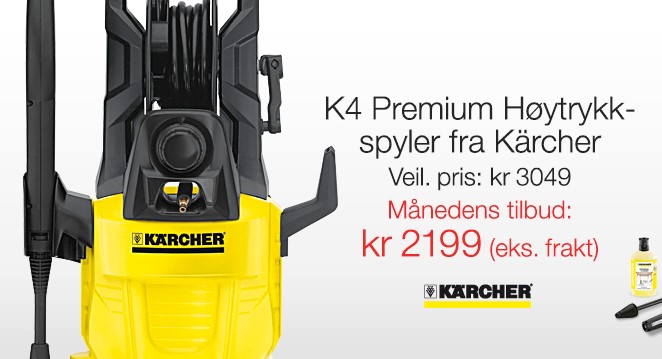 K4 Premium Høytrykk-
spyler fra Kärcher
Veil. pris: kr 3049
Månedens tilbud:
kr 2199 (eks. frakt)
KÄRCHER
KÄRCHER